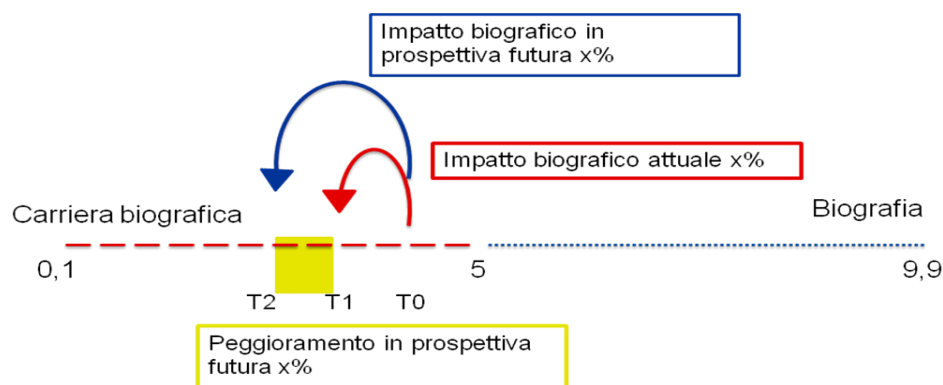 Impatto biografico in
prospettiva futura x%
Impatto biografico attuale x%
Carriera biografica
Biografia
0,1
5
9,9
T2
T1
T0
Peggioramento in prospettiva
futura x%